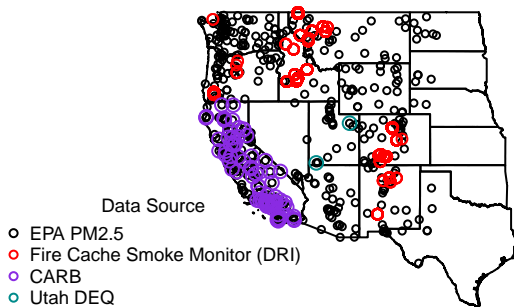 Data Source
EPA PM2.5
Fire Cache Smoke Monitor (DRI)
CARB
Utah DEQ